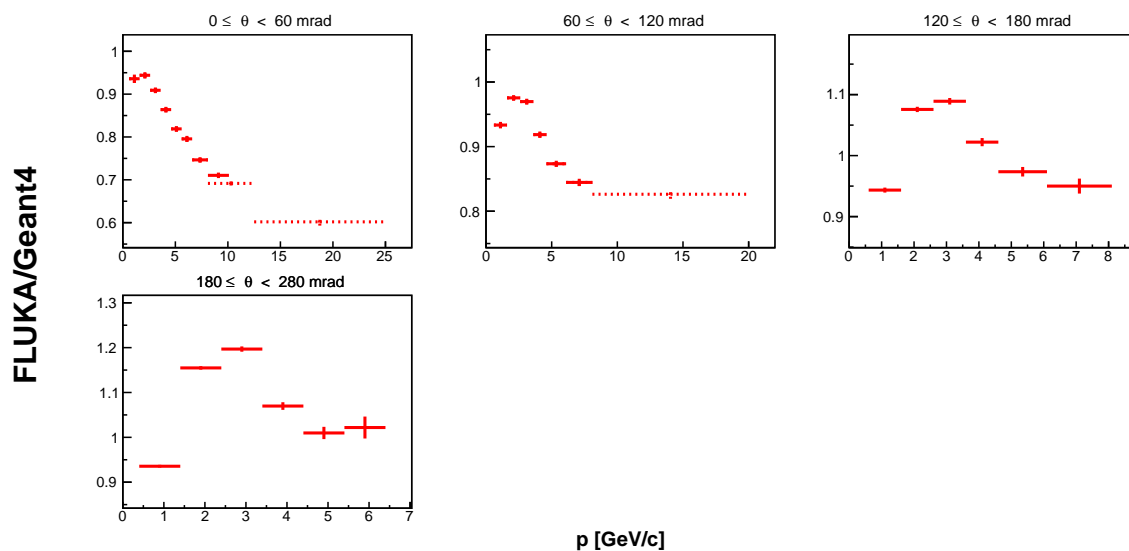 0 ≤ θ < 60 mrad
60 ≤ θ < 120 mrad
120 ≤ θ < 180 mrad
1
0.9
0.8
0.7
0.6
0 5 10 15 20 25
1
0.9
0.8
0 5 10 15 20
1.1
1
0.9
0 1 2 3 4 5 6 7 8
180 ≤ θ < 280 mrad
1.3
1.2
1.1
1
0.9
0 1 2 3 4 5 6 7
FLUKA/Geant4
p [GeV/c]